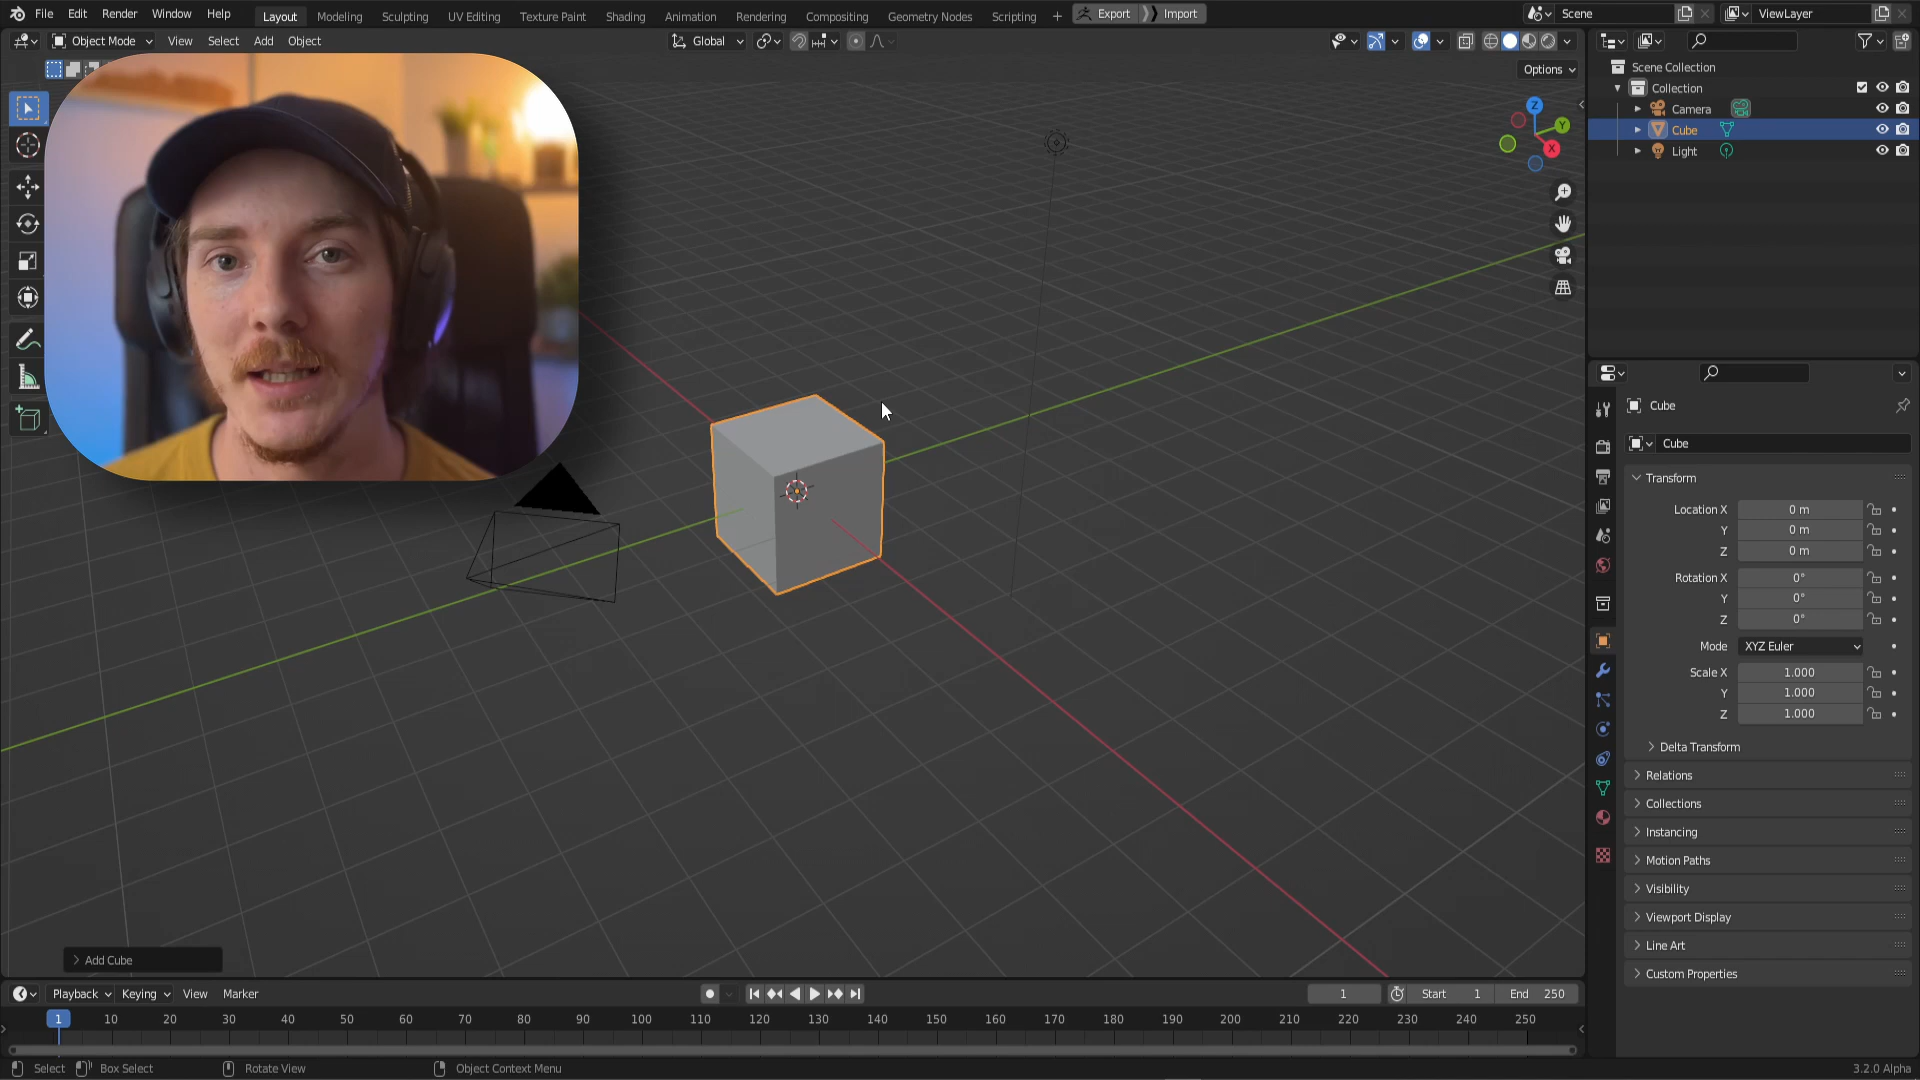 File Edit Render Window Help Layout Modeling Sculpting UV Editing Texture Paint Shading Animation Rendering Compositing Geometry Nodes Scripting + Export Import Scene ViewLayer
Object Mode View Select Add Object Global
Options
Z
Y
X
Scene Collection
Collection
Camera
Cube
Light
Cube
Cube
Transform
Location X 0 m
Y 0 m
Z 0 m
Rotation X 0°
Y 0°
Z 0°
Mode XYZ Euler
Scale X 1.000
Y 1.000
Z 1.000
Delta Transform
Relations
Collections
Instancing
Motion Paths
Visibility
Viewport Display
Line Art
Custom Properties
Add Cube
Playback Keying View Marker 1 Start 1 End 250
1 10 20 30 40 50 60 70 80 90 100 110 120 130 140 150 160 170 180 190 200 210 220 230 240 250
Select Box Select Rotate View Object Context Menu 3.2.0 Alpha